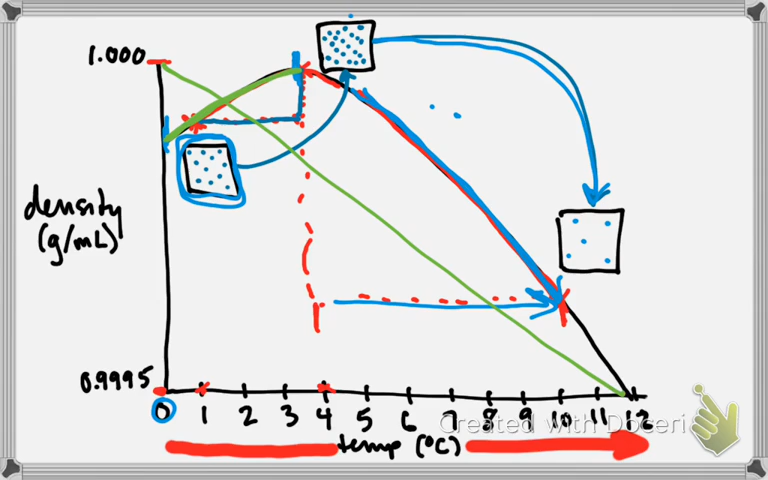 1.000
density
(g/mL)
0.9995
0 1 2 3 4 5 6 7 8 9 10 11 12
temp (°C)
Created with Doceri